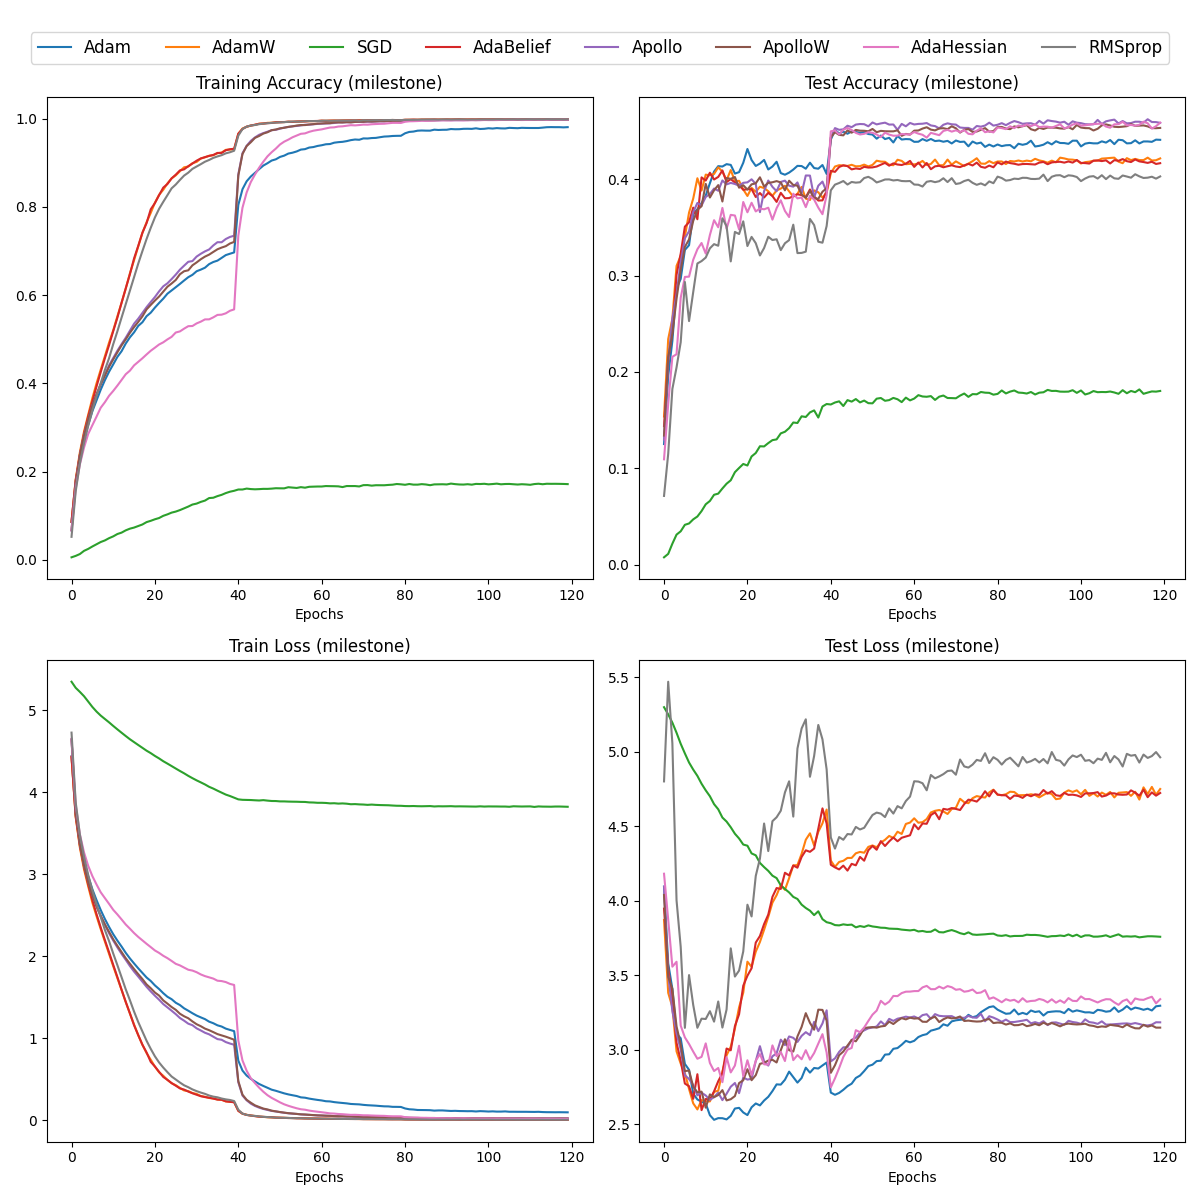 Adam AdamW SGD AdaBelief Apollo ApolloW AdaHessian RMSprop
Training Accuracy (milestone)
1.0
0.8
0.6
0.4
0.2
0.0
0 20 40 60 80 100 120
Epochs
Test Accuracy (milestone)
0.4
0.3
0.2
0.1
0.0
0 20 40 60 80 100 120
Epochs
Train Loss (milestone)
5
4
3
2
1
0
0 20 40 60 80 100 120
Epochs
Test Loss (milestone)
5.5
5.0
4.5
4.0
3.5
3.0
2.5
0 20 40 60 80 100 120
Epochs